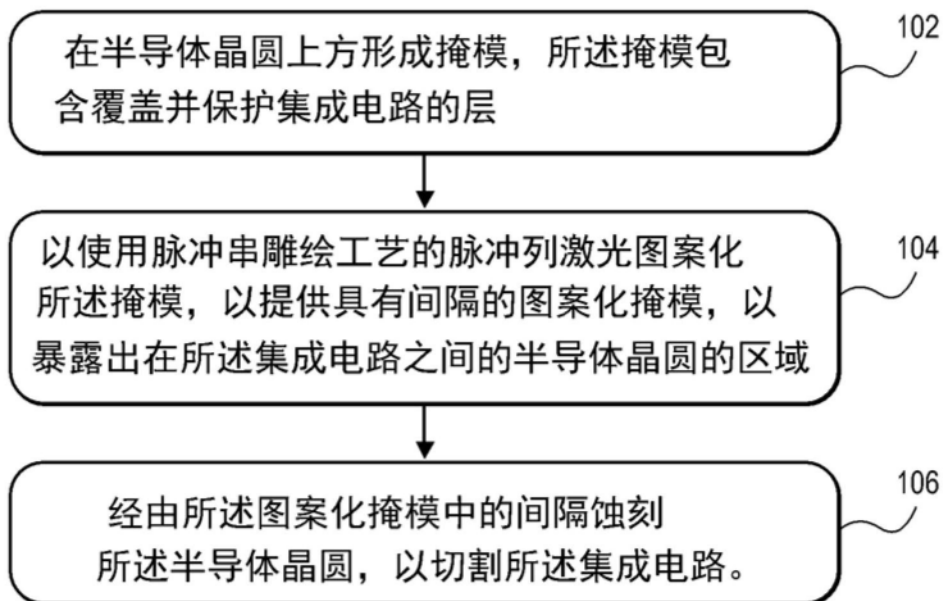 在半导体晶圆上方形成掩模，所述掩模包
含覆盖并保护集成电路的层
102
以使用脉冲串雕绘工艺的脉冲列激光图案化
所述掩模，以提供具有间隔的图案化掩模，以
暴露出在所述集成电路之间的半导体晶圆的区域
104
经由所述图案化掩模中的间隔蚀刻
所述半导体晶圆，以切割所述集成电路。
106